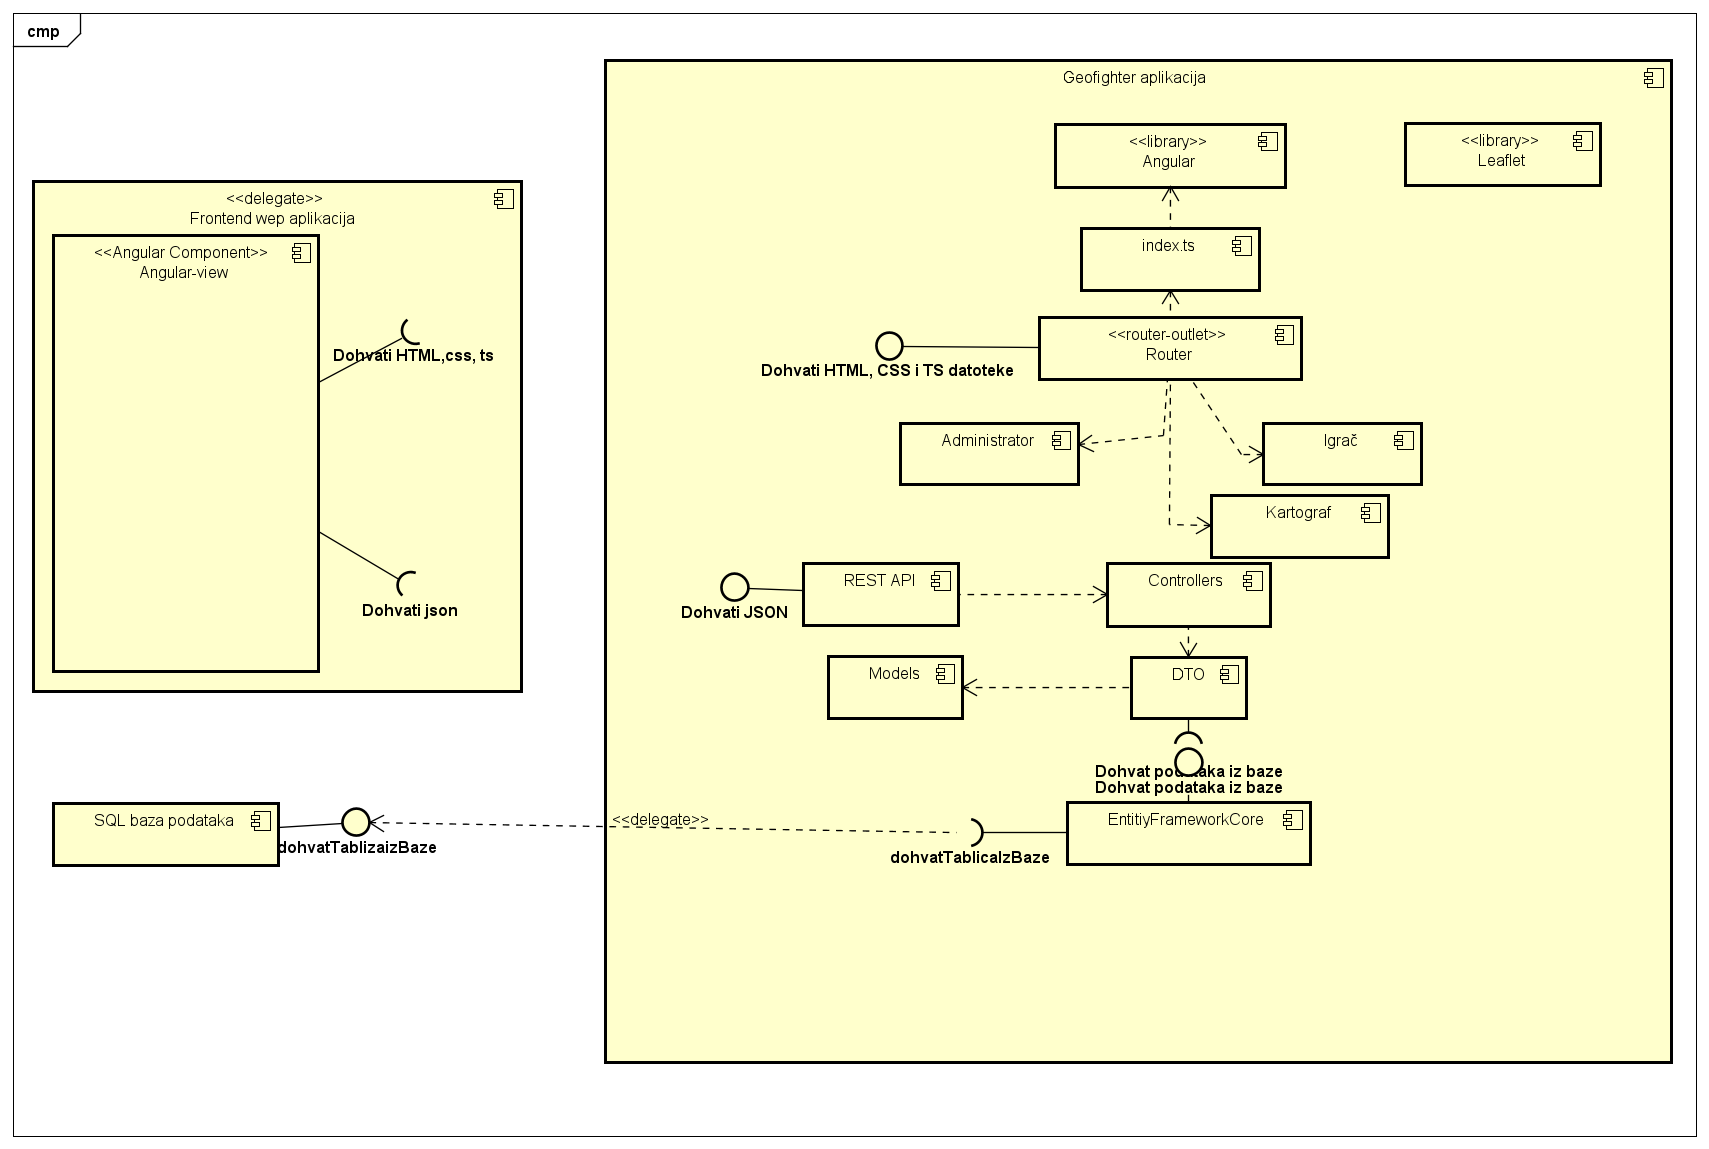 cmp
Geofighter aplikacija
<<library>>
Angular
<<library>>
Leaflet
<<delegate>>
Frontend wep aplikacija
<<Angular Component>>
Angular-view
index.ts
Dohvati HTML,css, ts
<<router-outlet>>
Router
Dohvati HTML, CSS i TS datoteke
Administrator
Igrač
Kartograf
REST API
Controllers
Dohvati json
Dohvati JSON
Models
DTO
Dohvat podataka iz baze
Dohvat podataka iz baze
SQL baza podataka
<<delegate>>
EntitiyFrameworkCore
dohvatTablizaizBaze
dohvatTablicaIzBaze